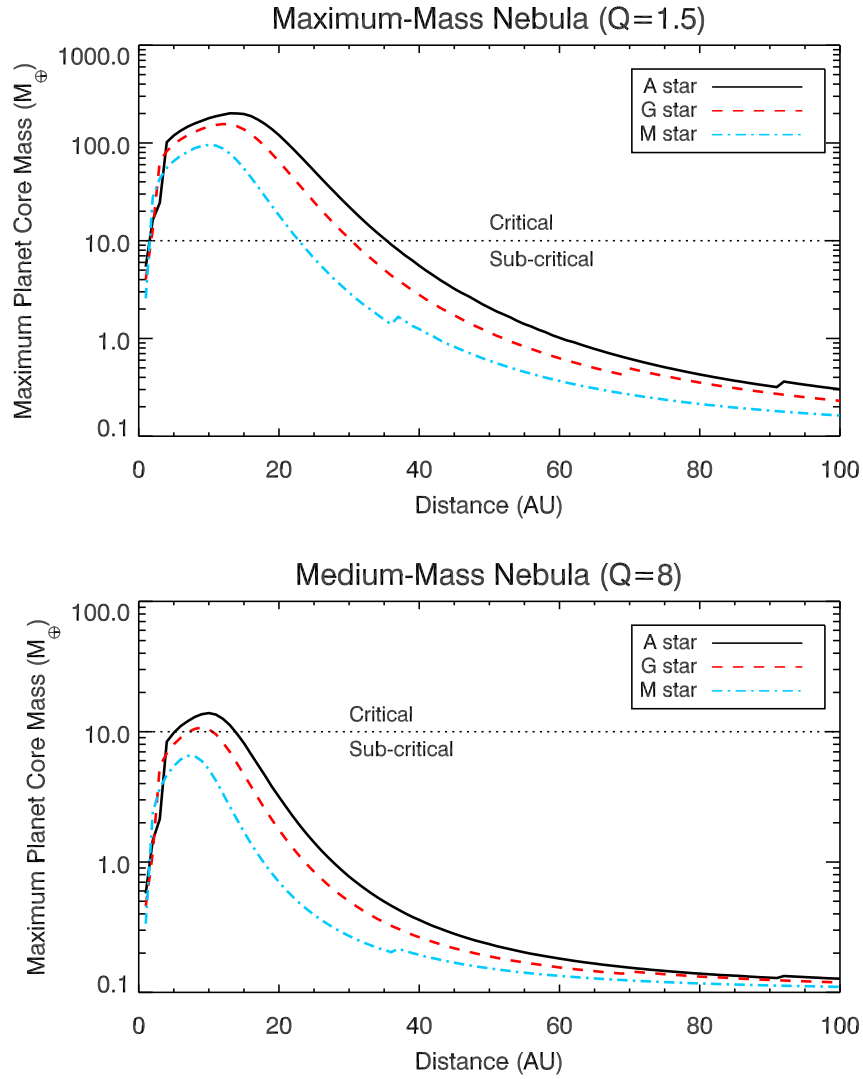 Maximum-Mass Nebula (Q=1.5)
Maximum Planet Core Mass (M⊕)
1000.0
100.0
10.0
1.0
0.1
A star
G star
M star
Critical
Sub-critical
0 20 40 60 80 100
Distance (AU)
Medium-Mass Nebula (Q=8)
Maximum Planet Core Mass (M⊕)
100.0
10.0
1.0
0.1
A star
G star
M star
Critical
Sub-critical
0 20 40 60 80 100
Distance (AU)